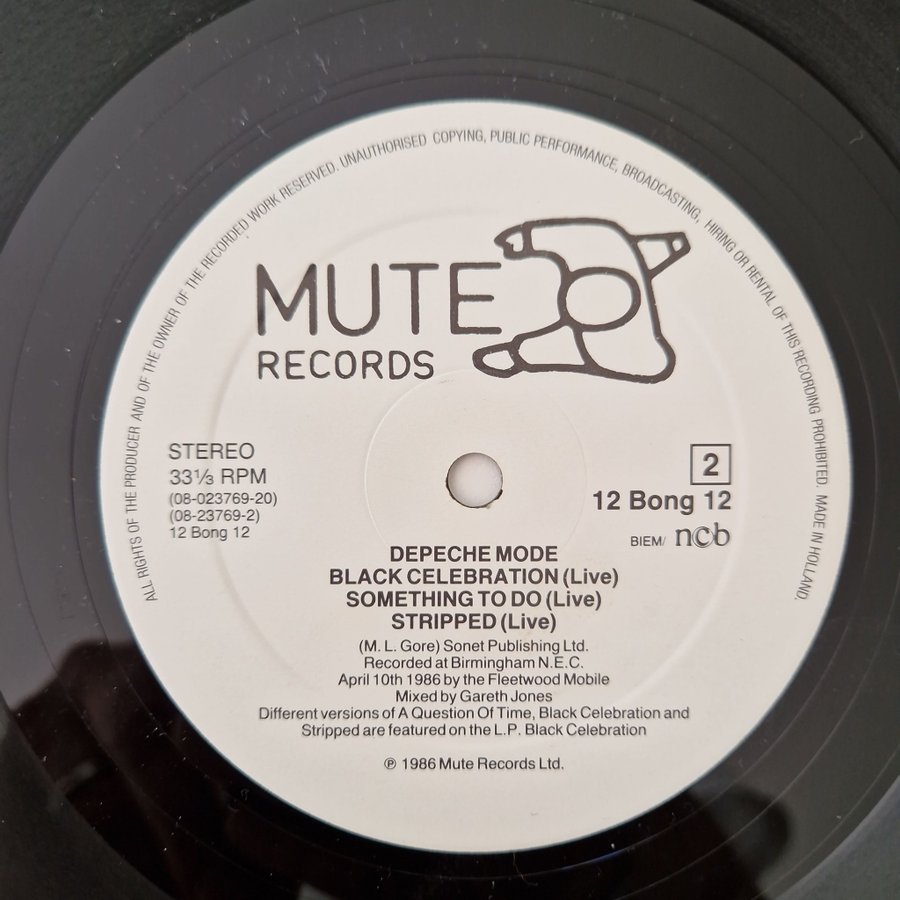 ALL RIGHTS OF THE PRODUCER AND OF THE OWNER OF THE RECORDED WORK RESERVED. UNAUTHORISED COPYING, PUBLIC PERFORMANCE, BROADCASTING, HIRING OR RENTAL OF THIS RECORDING PROHIBITED. MADE IN HOLLAND.
MUTE
RECORDS
STEREO
33⅓ RPM
(08-023769-20)
(08-23769-2)
12 Bong 12
2
12 Bong 12
BIEM/ ncb
DEPECHE MODE
BLACK CELEBRATION (Live)
SOMETHING TO DO (Live)
STRIPPED (Live)
(M. L. Gore) Sonet Publishing Ltd.
Recorded at Birmingham N.E.C.
April 10th 1986 by the Fleetwood Mobile
Mixed by Gareth Jones
Different versions of A Question Of Time, Black Celebration and
Stripped are featured on the L.P. Black Celebration
℗ 1986 Mute Records Ltd.